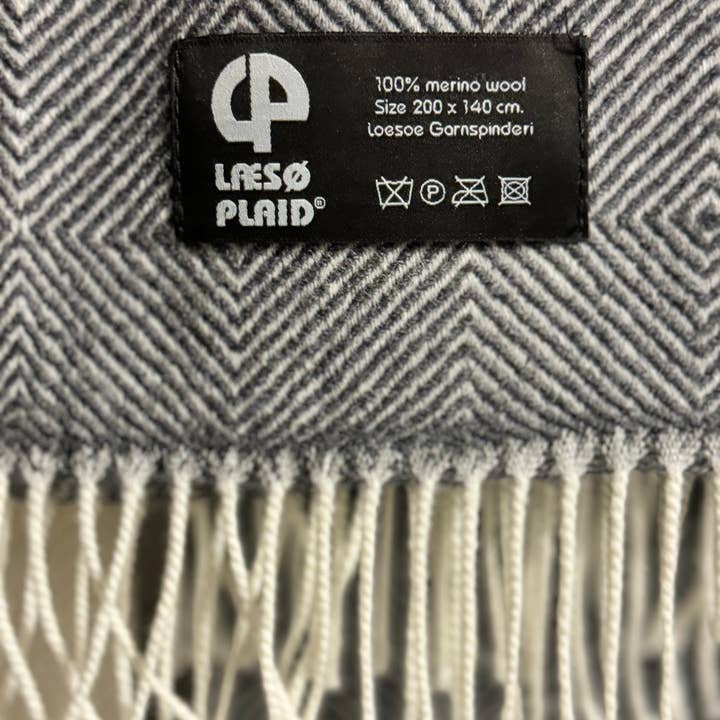 100% merino wool
Size 200 x 140 cm.
Loesoe Garnspinderi
LÆSØ
PLAID®
P